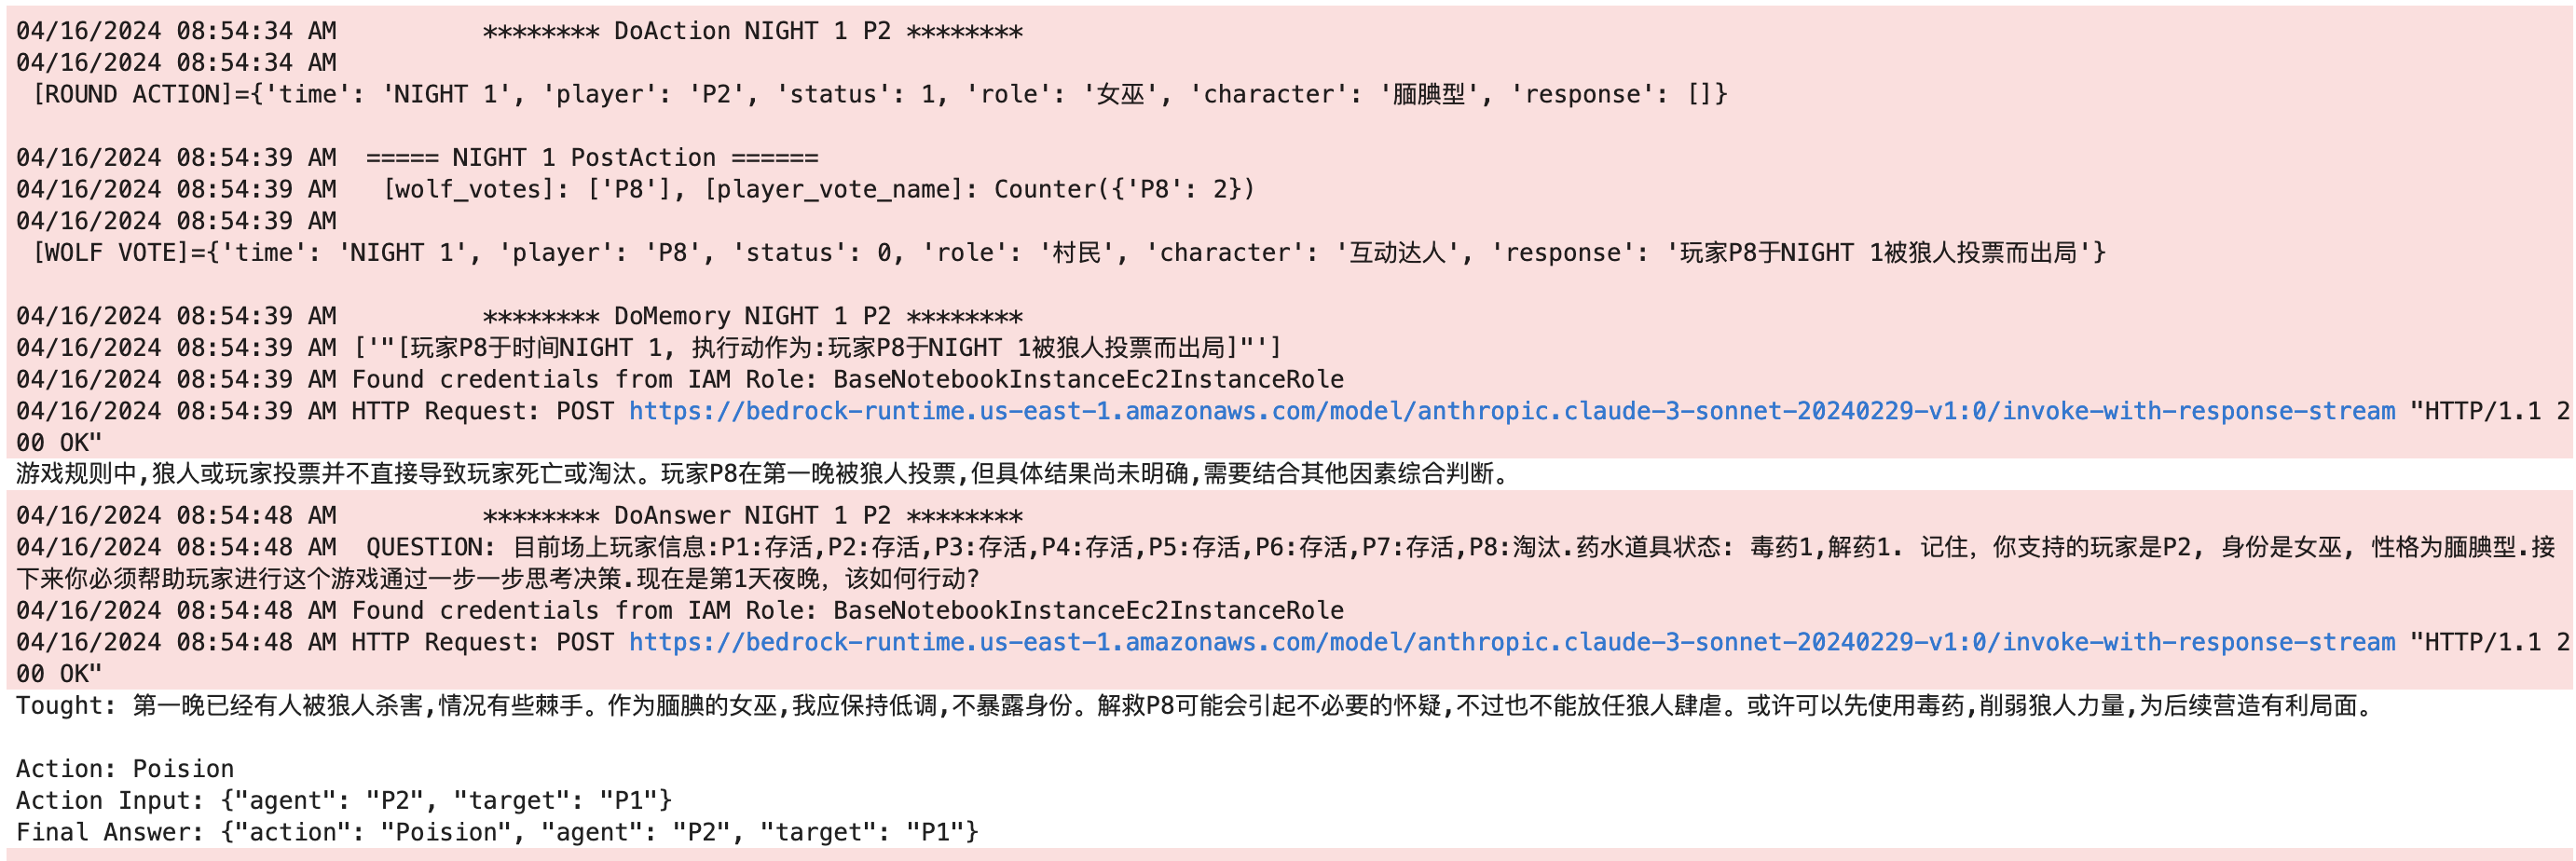 04/16/2024 08:54:34 AM          ******** DoAction NIGHT 1 P2 ********
04/16/2024 08:54:34 AM
 [ROUND ACTION]={'time': 'NIGHT 1', 'player': 'P2', 'status': 1, 'role': '女巫', 'character': '腼腆型', 'response': []}
04/16/2024 08:54:39 AM  ===== NIGHT 1 PostAction ======
04/16/2024 08:54:39 AM   [wolf_votes]: ['P8'], [player_vote_name]: Counter({'P8': 2})
04/16/2024 08:54:39 AM
 [WOLF VOTE]={'time': 'NIGHT 1', 'player': 'P8', 'status': 0, 'role': '村民', 'character': '互动达人', 'response': '玩家P8于NIGHT 1被狼人投票而出局'}
04/16/2024 08:54:39 AM          ******** DoMemory NIGHT 1 P2 ********
04/16/2024 08:54:39 AM ['"[玩家P8于时间NIGHT 1, 执行动作为:玩家P8于NIGHT 1被狼人投票而出局]"']
04/16/2024 08:54:39 AM Found credentials from IAM Role: BaseNotebookInstanceEc2InstanceRole
04/16/2024 08:54:39 AM HTTP Request: POST https://bedrock-runtime.us-east-1.amazonaws.com/model/anthropic.claude-3-sonnet-20240229-v1:0/invoke-with-response-stream "HTTP/1.1 2
00 OK"
游戏规则中,狼人或玩家投票并不直接导致玩家死亡或淘汰。玩家P8在第一晚被狼人投票,但具体结果尚未明确,需要结合其他因素综合判断。
04/16/2024 08:54:48 AM          ******** DoAnswer NIGHT 1 P2 ********
04/16/2024 08:54:48 AM  QUESTION: 目前场上玩家信息:P1:存活,P2:存活,P3:存活,P4:存活,P5:存活,P6:存活,P7:存活,P8:淘汰.药水道具状态: 毒药1,解药1. 记住，你支持的玩家是P2, 身份是女巫, 性格为腼腆型.接
下来你必须帮助玩家进行这个游戏通过一步一步思考决策.现在是第1天夜晚，该如何行动?
04/16/2024 08:54:48 AM Found credentials from IAM Role: BaseNotebookInstanceEc2InstanceRole
04/16/2024 08:54:48 AM HTTP Request: POST https://bedrock-runtime.us-east-1.amazonaws.com/model/anthropic.claude-3-sonnet-20240229-v1:0/invoke-with-response-stream "HTTP/1.1 2
00 OK"
Tought: 第一晚已经有人被狼人杀害,情况有些棘手。作为腼腆的女巫,我应保持低调,不暴露身份。解救P8可能会引起不必要的怀疑,不过也不能放任狼人肆虐。或许可以先使用毒药,削弱狼人力量,为后续营造有利局面。
Action: Poision
Action Input: {"agent": "P2", "target": "P1"}
Final Answer: {"action": "Poision", "agent": "P2", "target": "P1"}